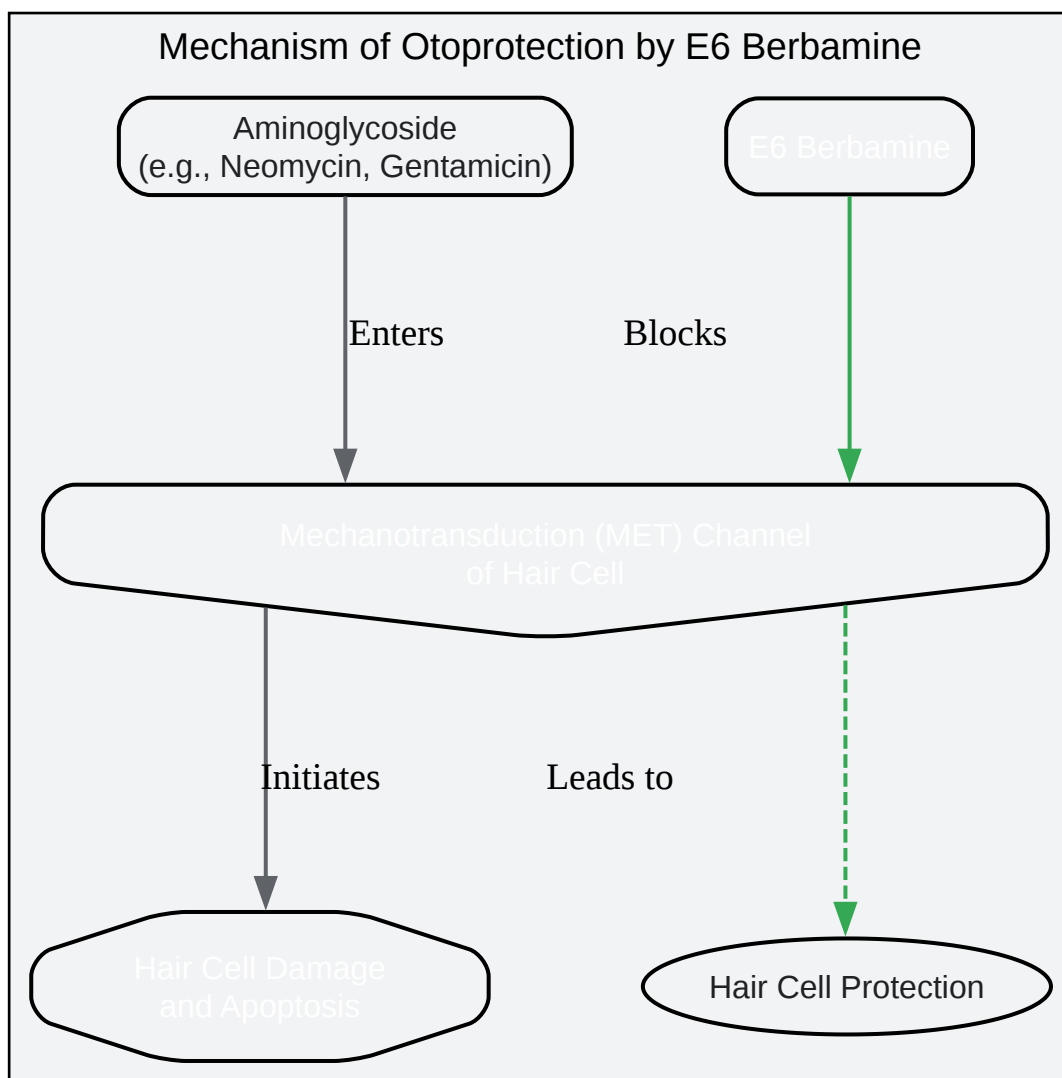 Mechanism of Otoprotection by E6 Berbamine
Aminoglycoside
(e.g., Neomycin, Gentamicin)
E6 Berbamine
Enters
Blocks
Mechanotransduction (MET) Channel
of Hair Cell
Initiates
Leads to
Hair Cell Damage
and Apoptosis
Hair Cell Protection